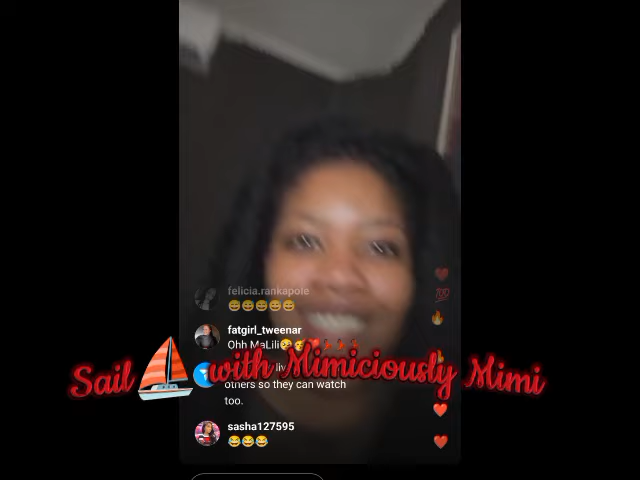 felicia.rankapole
😅😅😅😅😅
fatgirl_tweenar
Ohh MaLili
Sail with Mimiciously Mimi
others so they can watch
too.
sasha127595
😂😂😂